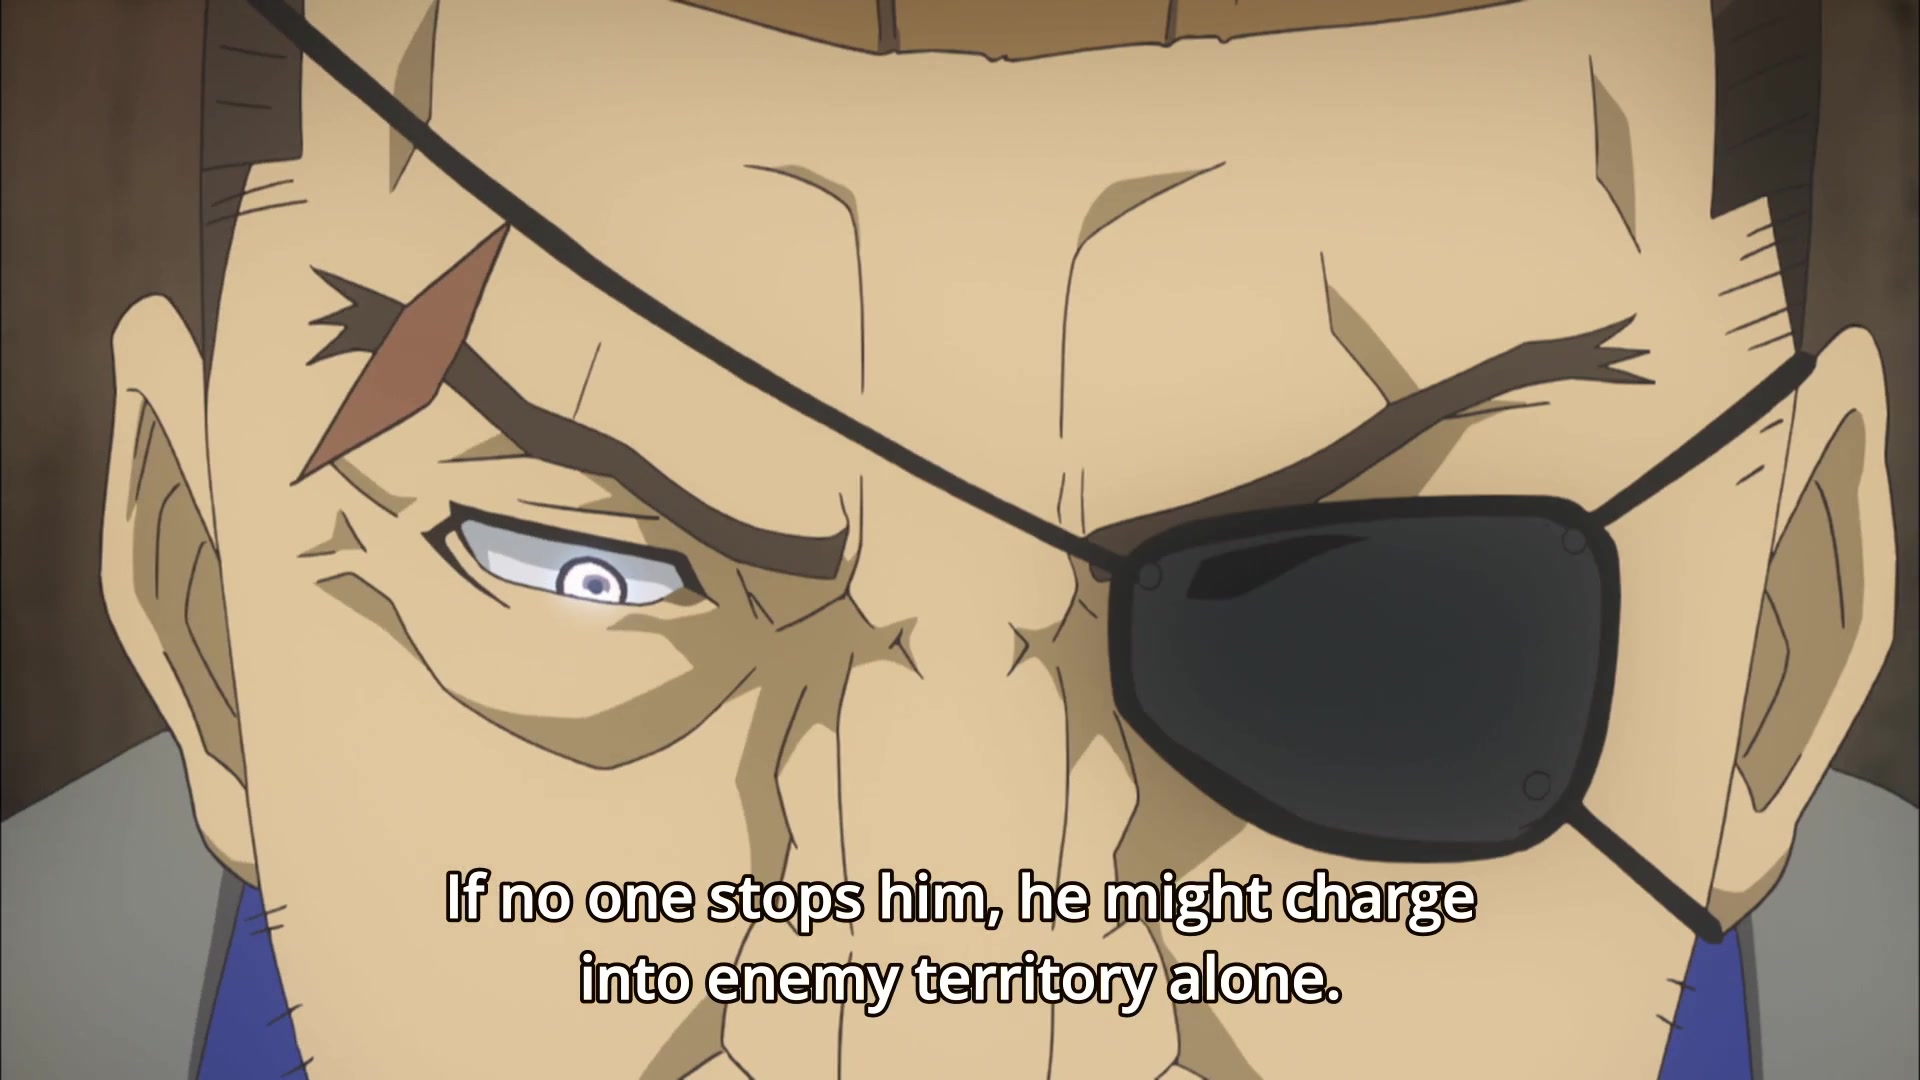 If no one stops him, he might charge
into enemy territory alone.